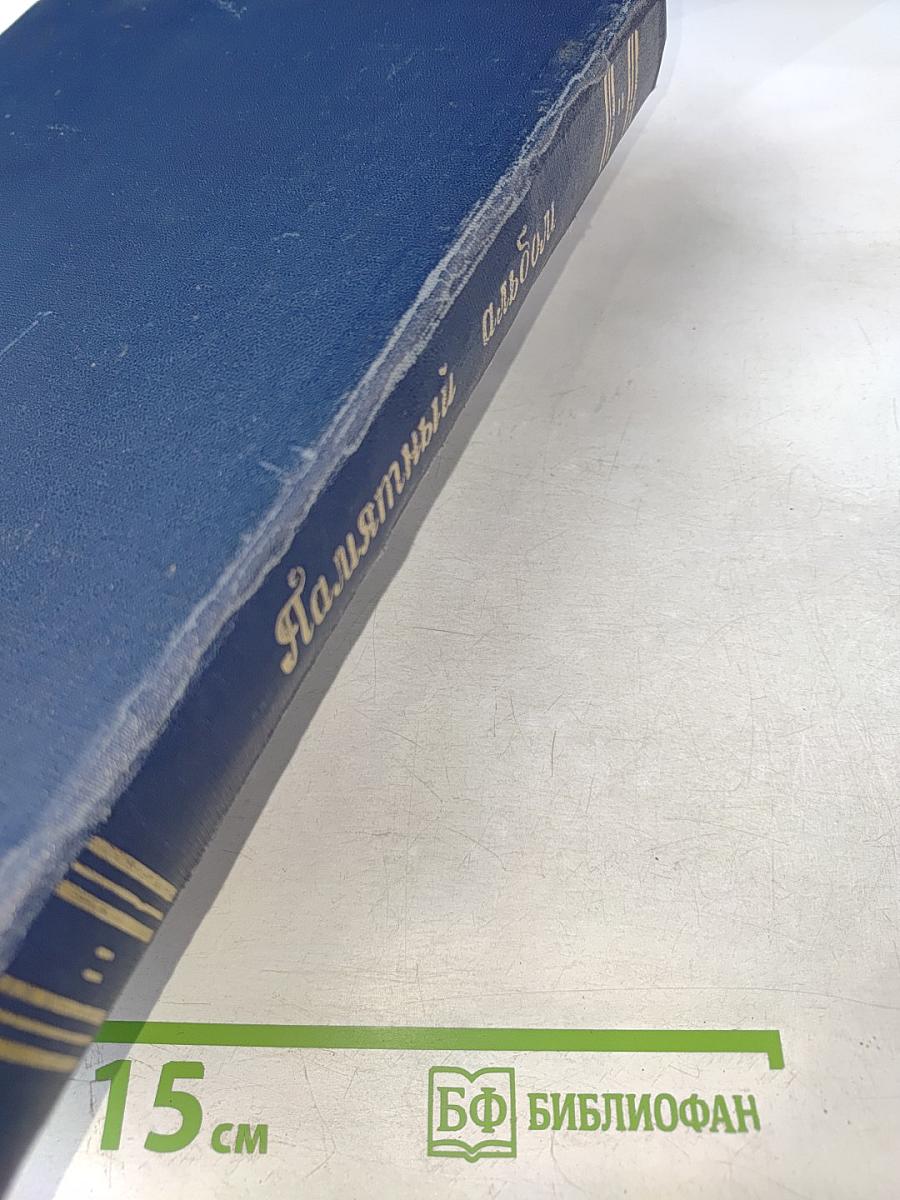 Памятный альбом
15 см
БФ БИБЛИОФАН